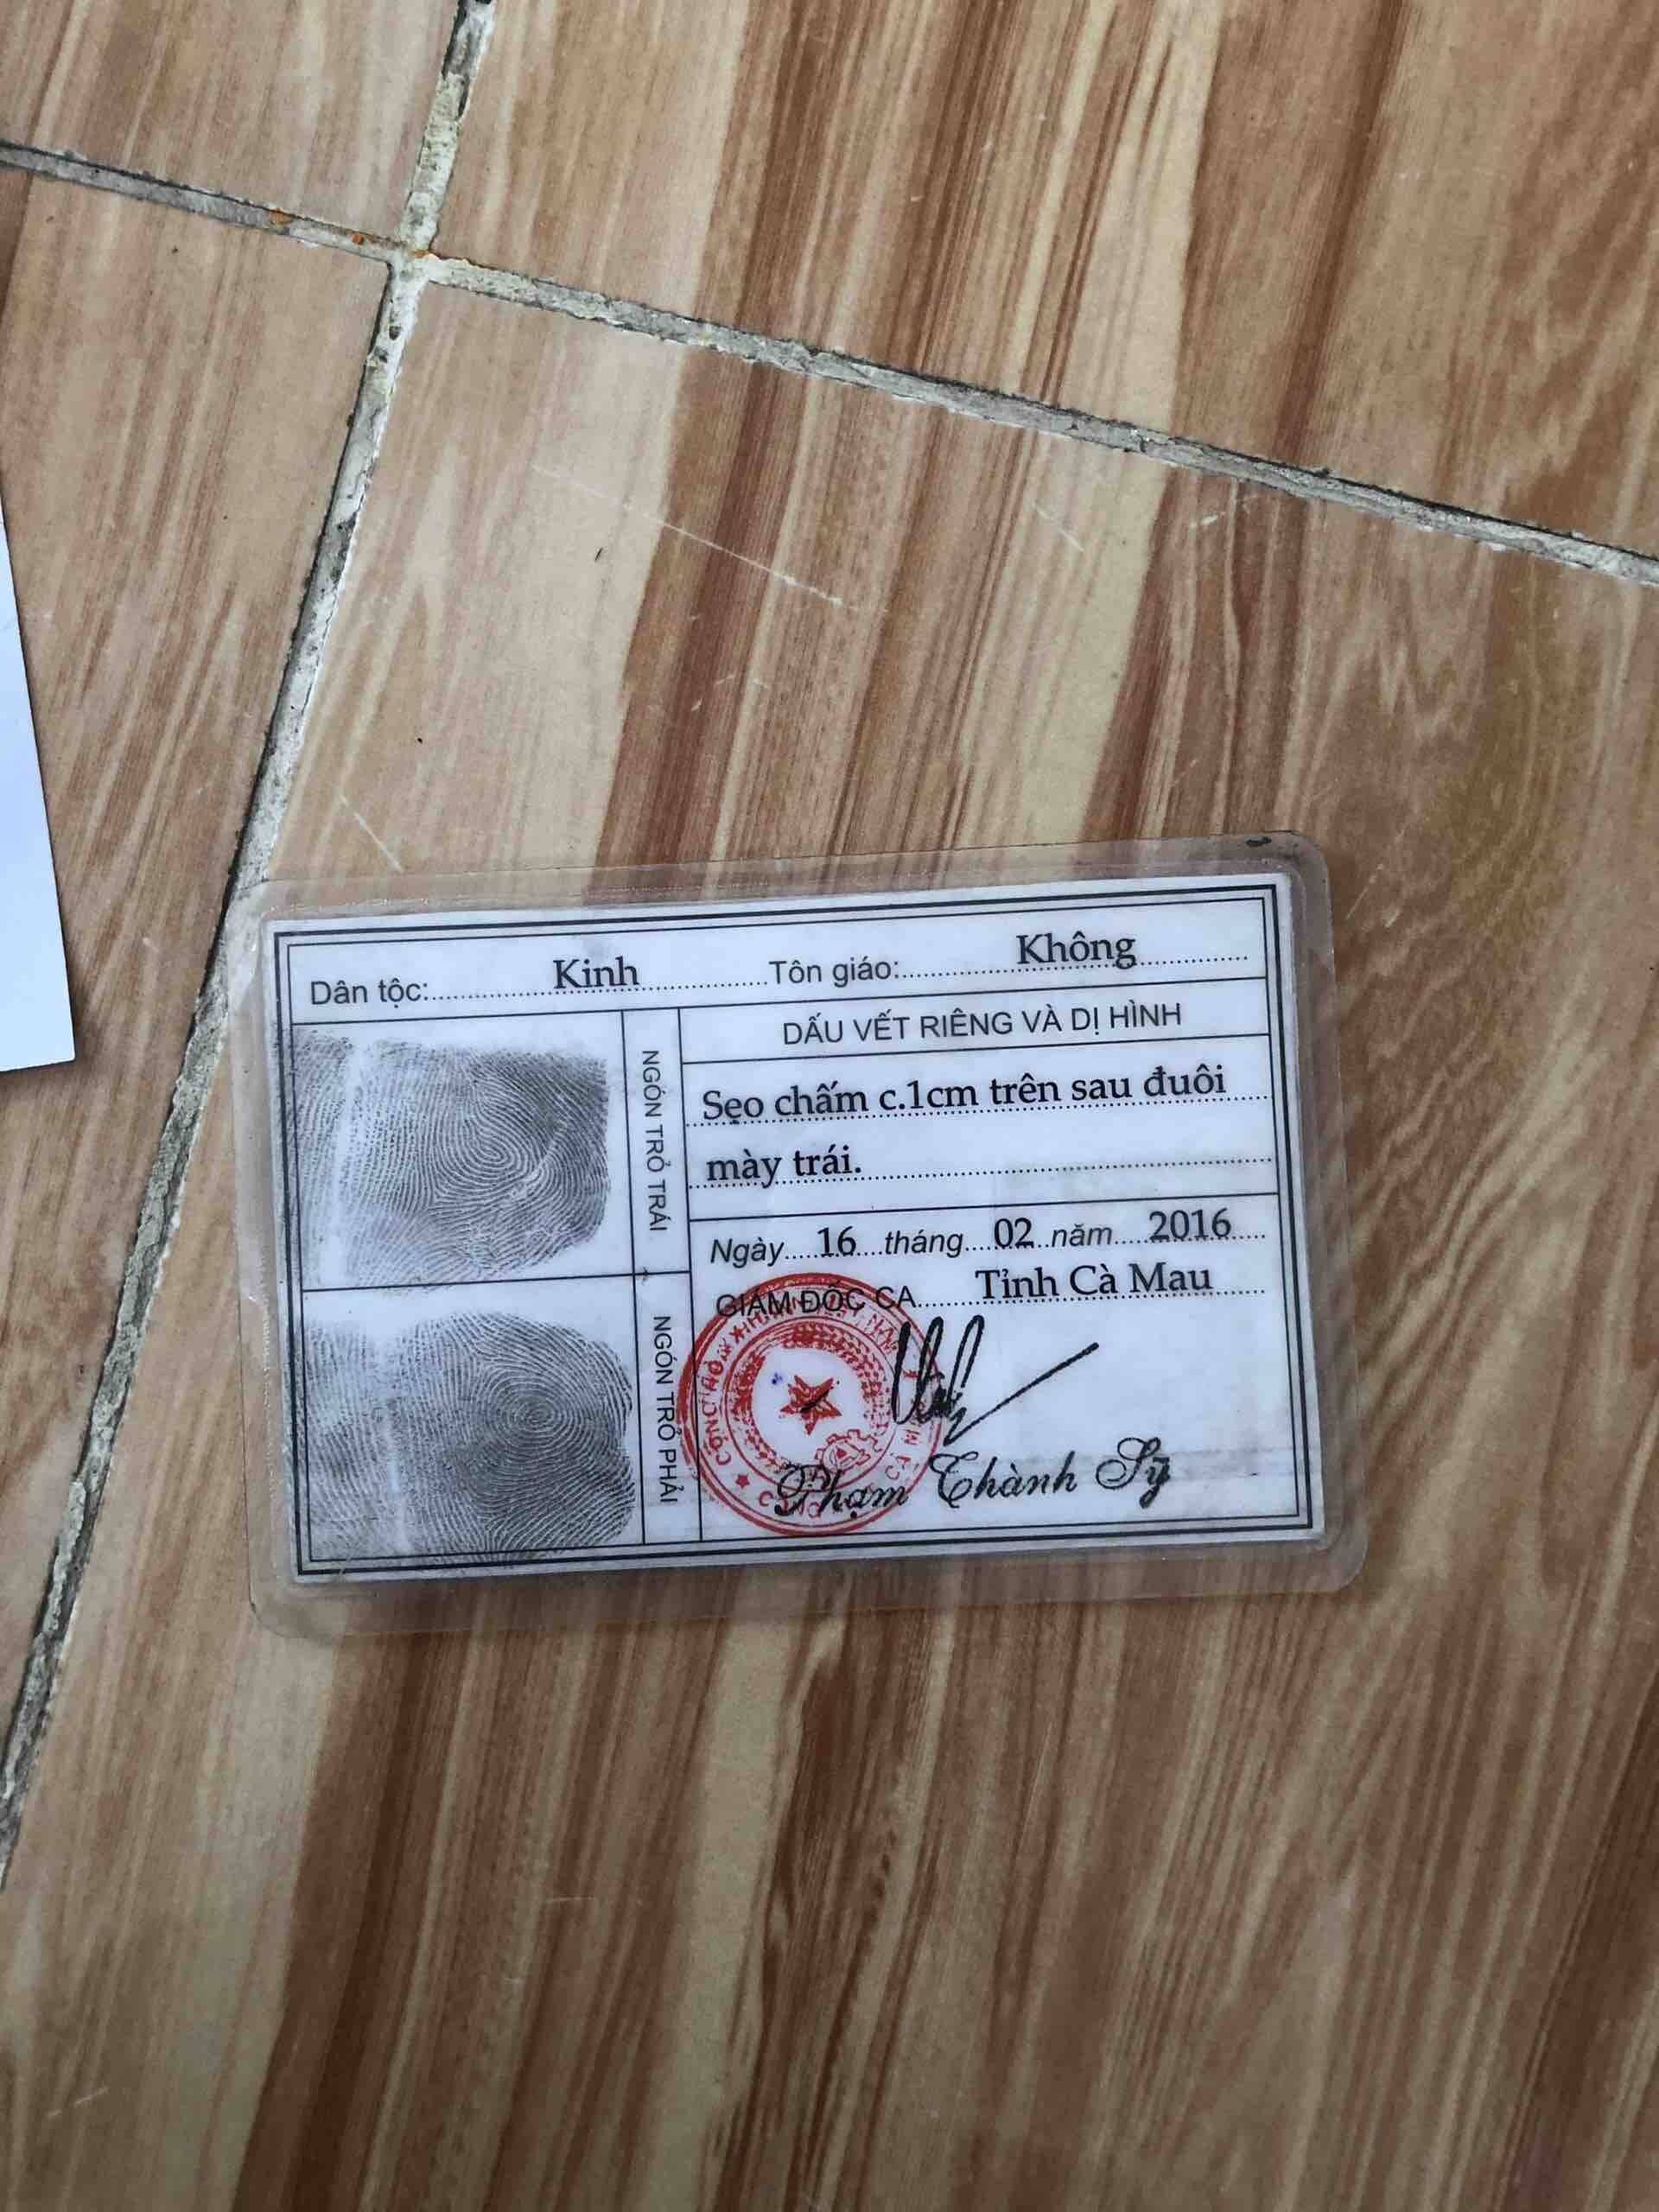 Dân tộc: Kinh Tôn giáo: Không
NGÓN TRỎ TRÁI
DẤU VẾT RIÊNG VÀ DỊ HÌNH
Sẹo chấm c.1cm trên sau đuôi
mày trái.
Ngày 16 tháng 02 năm 2016
GIÁM ĐỐC CA Tỉnh Cà Mau
NGÓN TRỎ PHẢI
Phạm Thành Sỹ